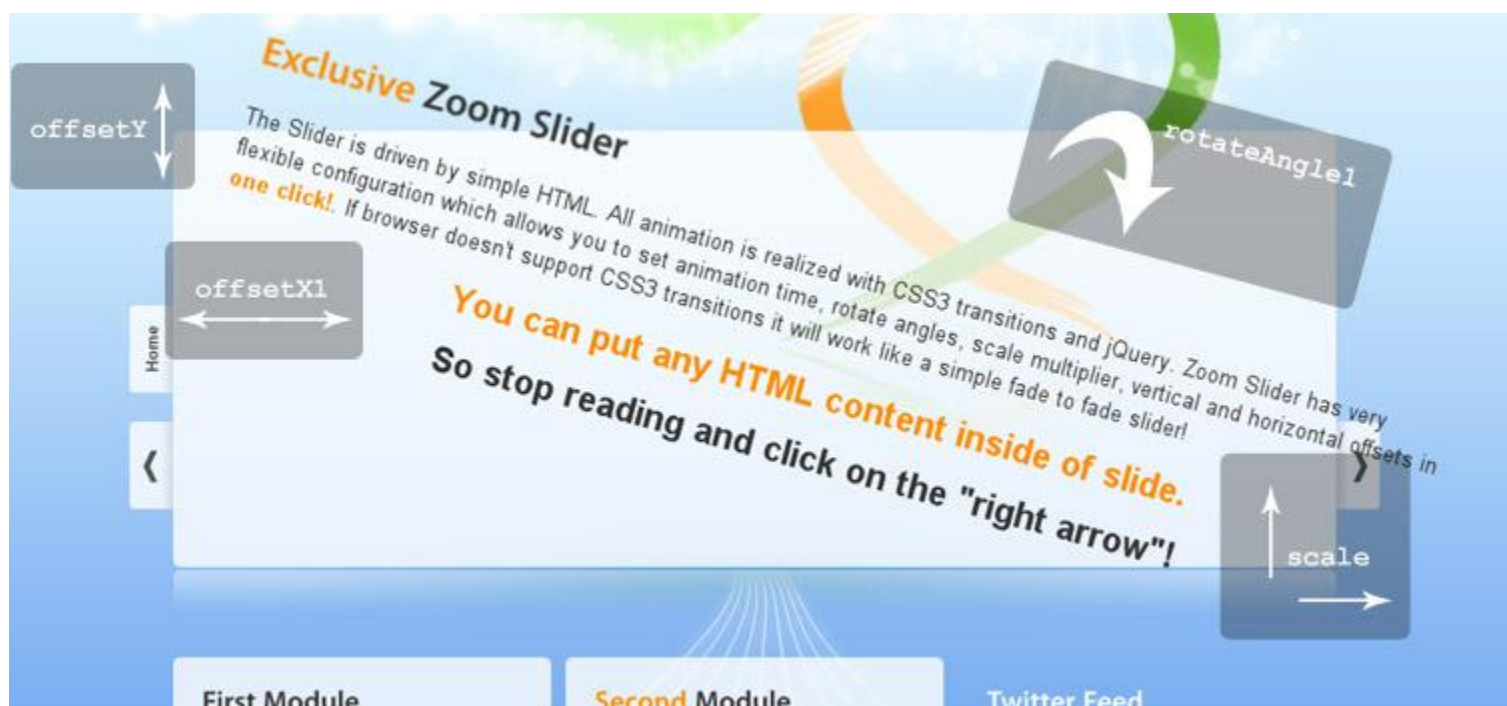 Exclusive Zoom Slider
offsetY
rotateAngle1
The Slider is driven by simple HTML. All animation is realized with CSS3 transitions and jQuery. Zoom Slider has very
flexible configuration which allows you to set animation time, rotate angles, scale multiplier, vertical and horizontal offsets in
one click!. If browser doesn't support CSS3 transitions it will work like a simple fade to fade slider!
offsetX1
Home
You can put any HTML content inside of slide.
So stop reading and click on the "right arrow"!
scale
First Module
Second Module
Twitter Feed